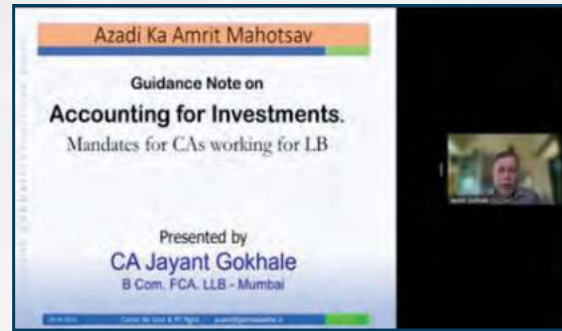 Azadi Ka Amrit Mahotsav
Guidance Note on
Accounting for Investments.
Mandates for CAs working for LB
Presented by
CA Jayant Gokhale
B Com. FCA. LLB - Mumbai